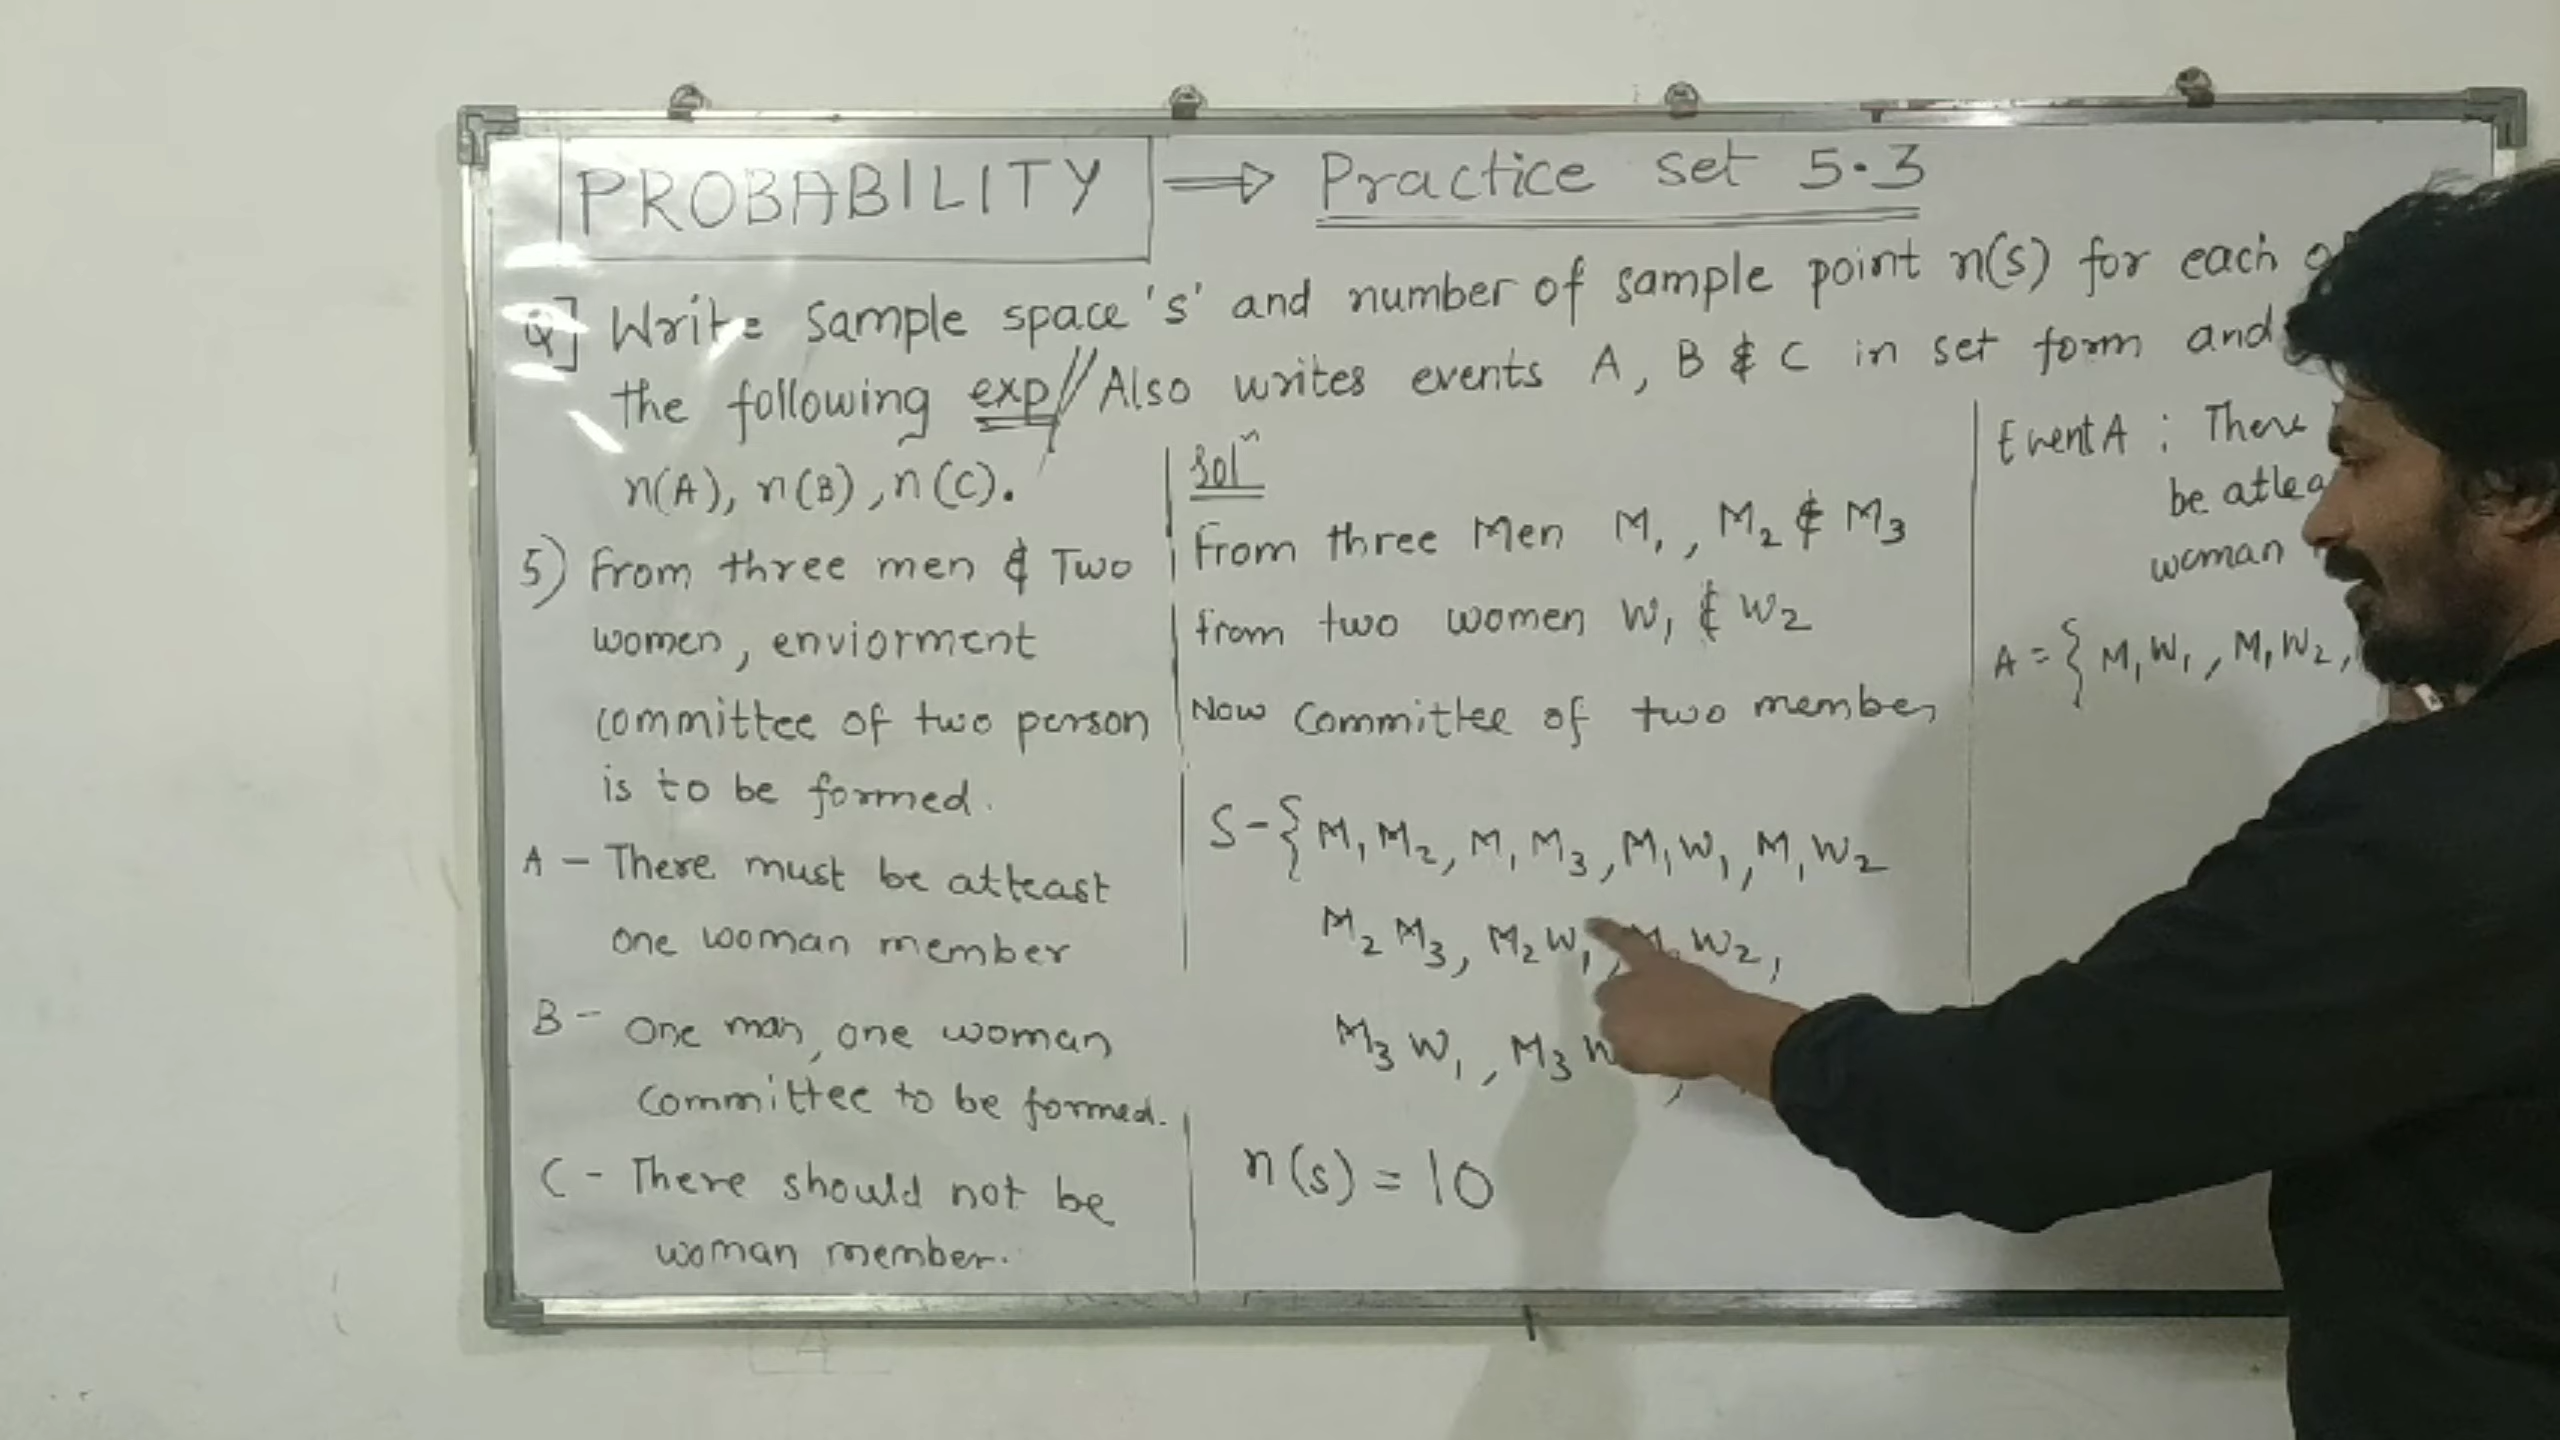 PROBABILITY ⟹ Practice set 5.3
Q] Write Sample space 's' and number of sample point n(s) for each
the following exp // Also writes events A, B & C in set form and
n(A), n(B), n(C).
5) From three men & Two
women, enviorment
committee of two person
is to be formed.
A - There must be atleast
one woman member
B - One man, one woman
Committee to be formed.
C - There should not be
woman member.
Solⁿ
From three Men M₁, M₂ & M₃
from two women W₁ & W₂
Now Committee of two member
S-{M₁M₂, M₁M₃, M₁W₁, M₁W₂
M₂M₃, M₂W₁, W₂,
M₃W₁, M₃
n(s) = 10
Event A : There
be
woman
A = { M₁W₁, M₁W₂,